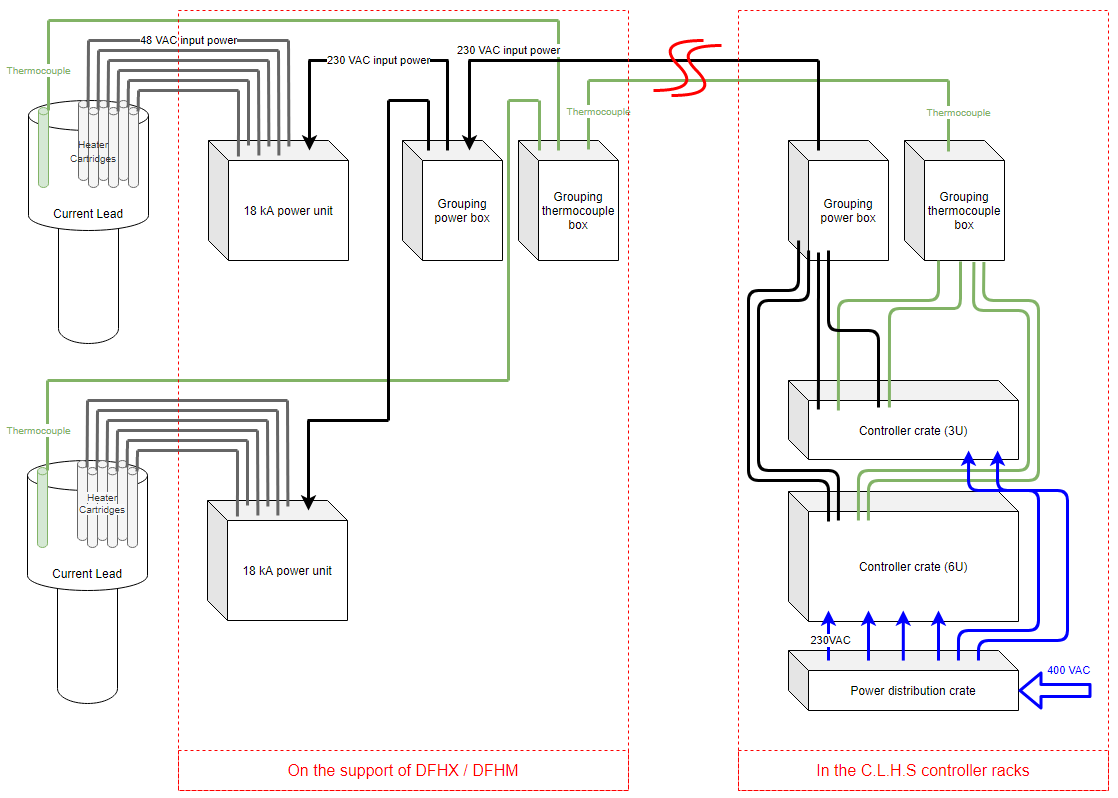 48 VAC input power
230 VAC input power
230 VAC input power
Thermocouple
Thermocouple
Thermocouple
Heater
Cartridges
Current Lead
18 kA power unit
Grouping
power box
Grouping
thermocouple
box
Grouping
power box
Grouping
thermocouple
box
Thermocouple
Heater
Cartridges
Current Lead
18 kA power unit
Controller crate (3U)
Controller crate (6U)
230VAC
Power distribution crate
400 VAC
On the support of DFHX / DFHM
In the C.L.H.S controller racks